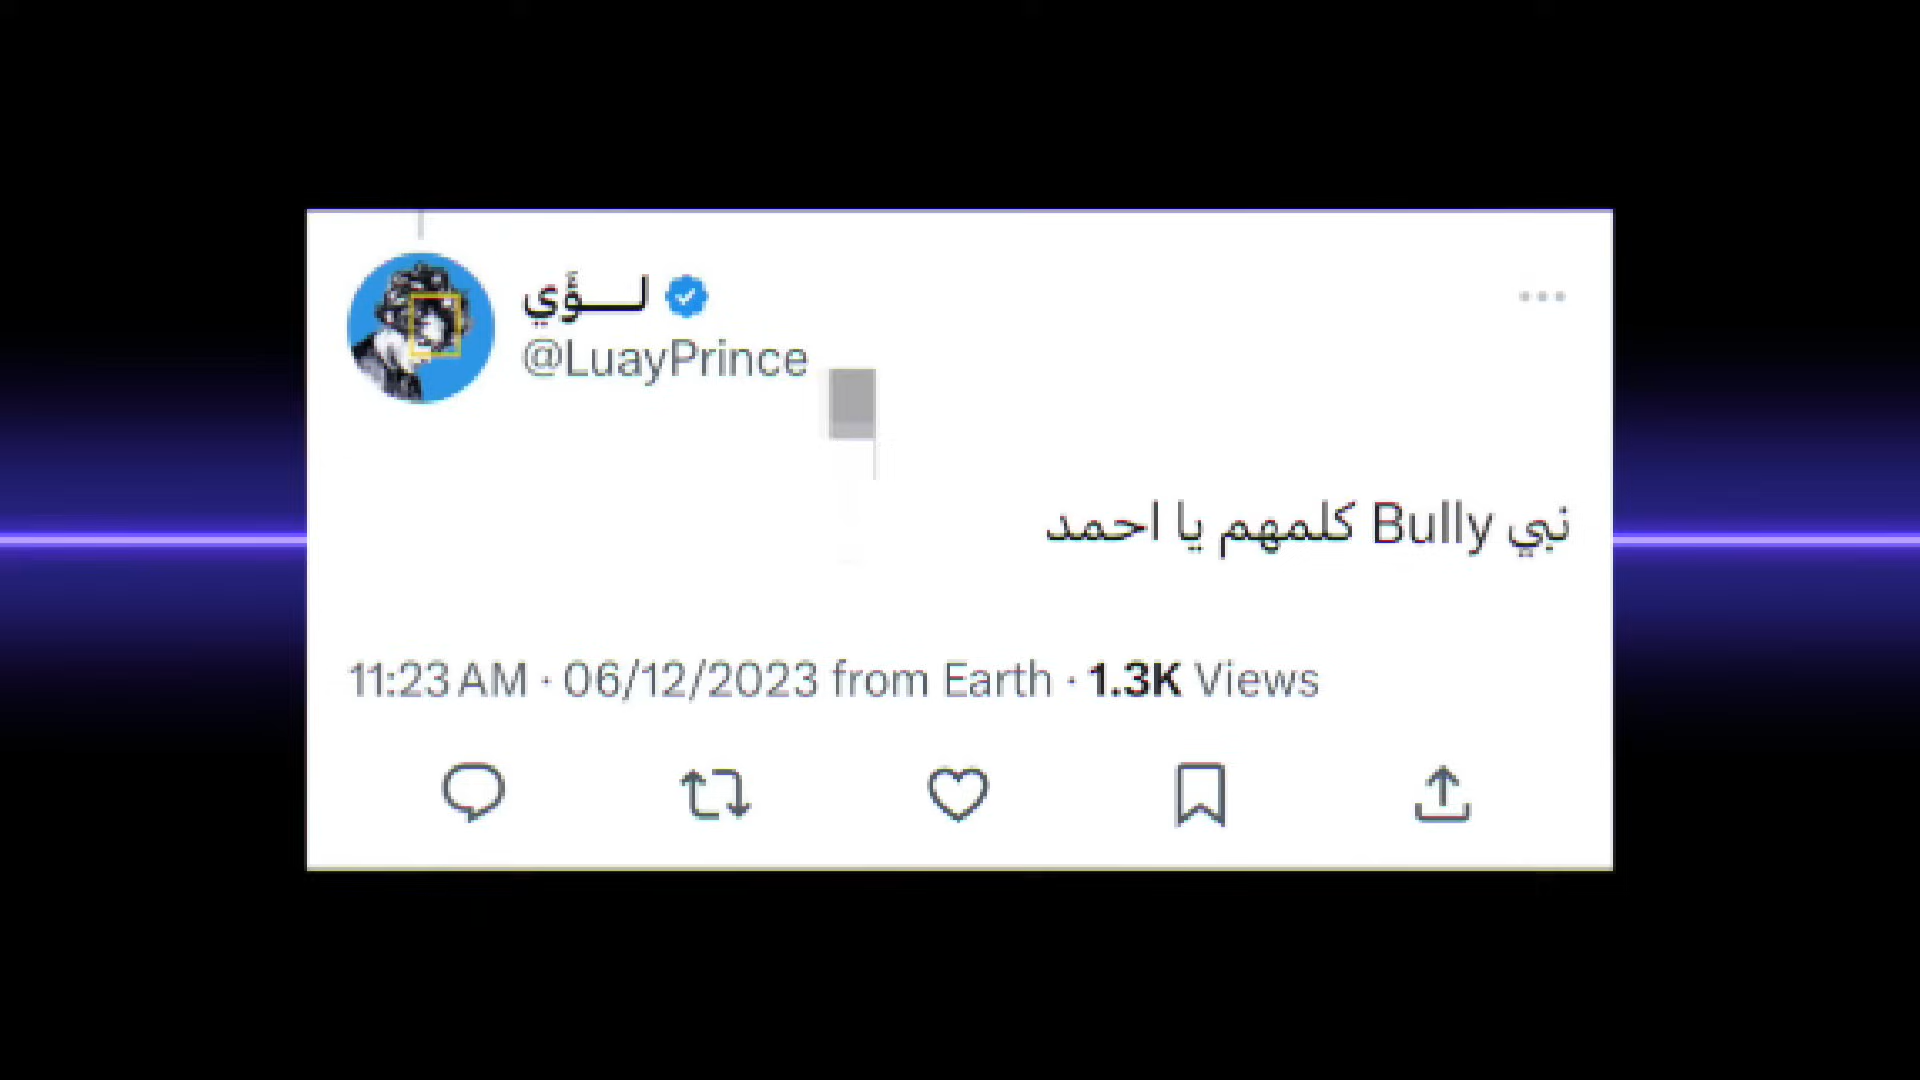 لـــؤي
@LuayPrince
نبي Bully كلمهم يا احمد
11:23 AM · 06/12/2023 from Earth · 1.3K Views